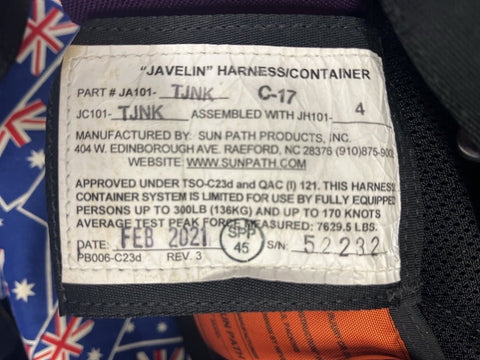 "JAVELIN" HARNESS/CONTAINER
PART # JA101- TJNK C-17
JC101- TJNK ASSEMBLED WITH JH101- 4
MANUFACTURED BY: SUN PATH PRODUCTS, INC.
404 W. EDINBOROUGH AVE. RAEFORD, NC 28376 (910)875-9002
WEBSITE: WWW.SUNPATH.COM
APPROVED UNDER TSO-C23d and QAC (I) 121. THIS HARNESS
CONTAINER SYSTEM IS LIMITED FOR USE BY FULLY EQUIPPED
PERSONS UP TO 300LB (136KG) AND UP TO 170 KNOTS
AVERAGE TEST PEAK FORCE MEASURED: 7629.5 LBS.
DATE: FEB 2021 SPP 45 S/N: 52232
PB006-C23d REV. 3